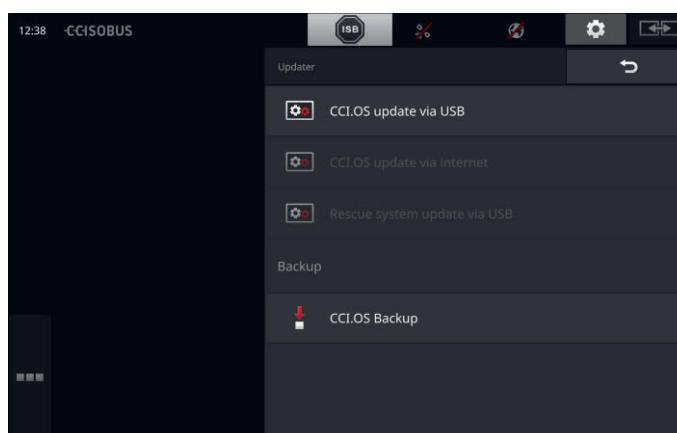 12:38 CCISOBUS ISB
Updater
CCI.OS update via USB
CCI.OS update via internet
Rescue system update via USB
Backup
CCI.OS Backup